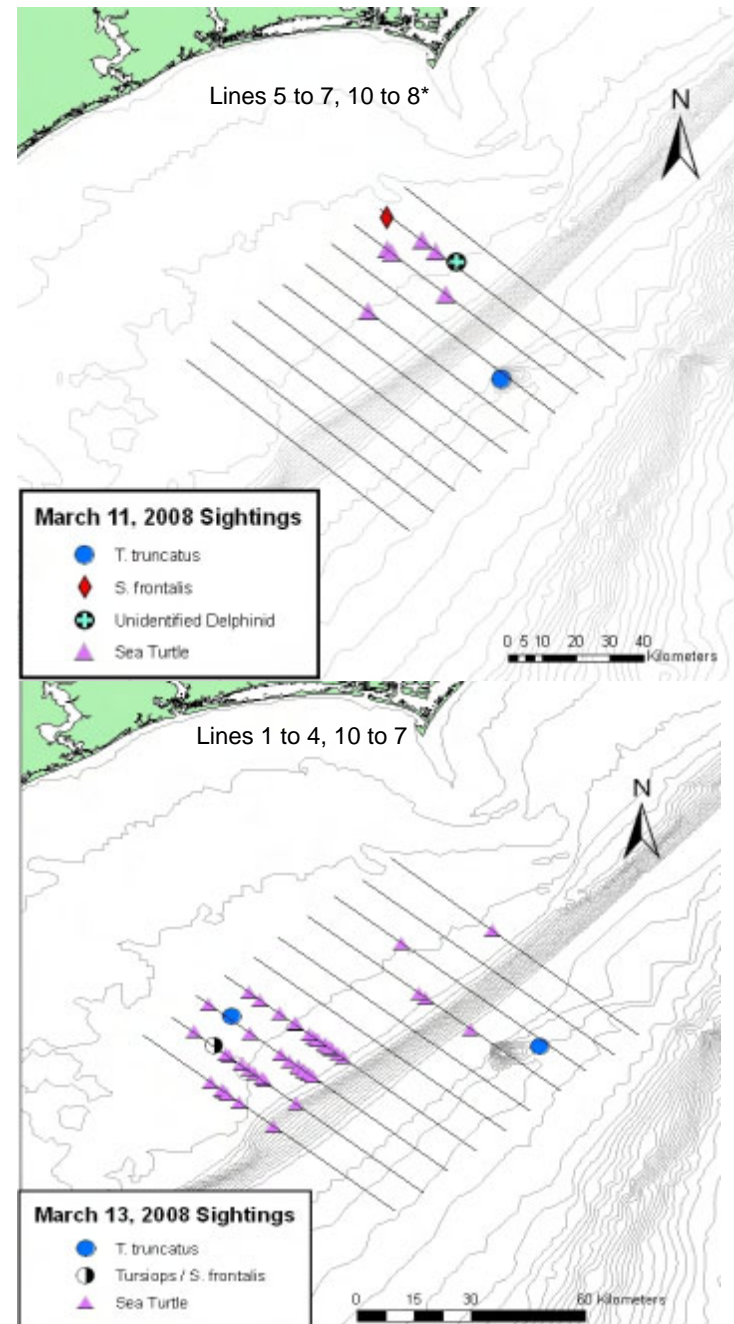 Lines 5 to 7, 10 to 8*
N
March 11, 2008 Sightings
T. truncatus
S. frontalis
Unidentified Delphinid
Sea Turtle
0 5 10 20 30 40
Kilometers
Lines 1 to 4, 10 to 7
N
March 13, 2008 Sightings
T. truncatus
Tursiops / S. frontalis
Sea Turtle
0 15 30 60 Kilometers